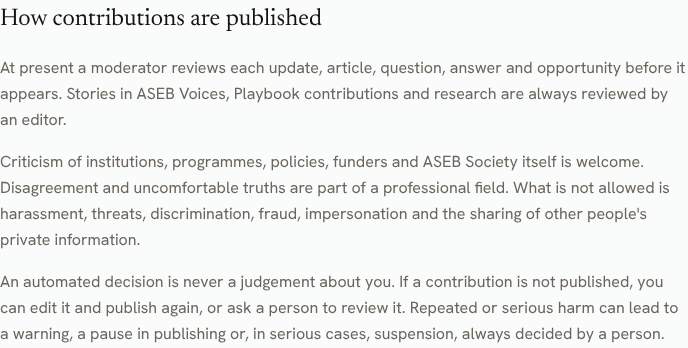 How contributions are published
At present a moderator reviews each update, article, question, answer and opportunity before it
appears. Stories in ASEB Voices, Playbook contributions and research are always reviewed by
an editor.
Criticism of institutions, programmes, policies, funders and ASEB Society itself is welcome.
Disagreement and uncomfortable truths are part of a professional field. What is not allowed is
harassment, threats, discrimination, fraud, impersonation and the sharing of other people's
private information.
An automated decision is never a judgement about you. If a contribution is not published, you
can edit it and publish again, or ask a person to review it. Repeated or serious harm can lead to
a warning, a pause in publishing or, in serious cases, suspension, always decided by a person.